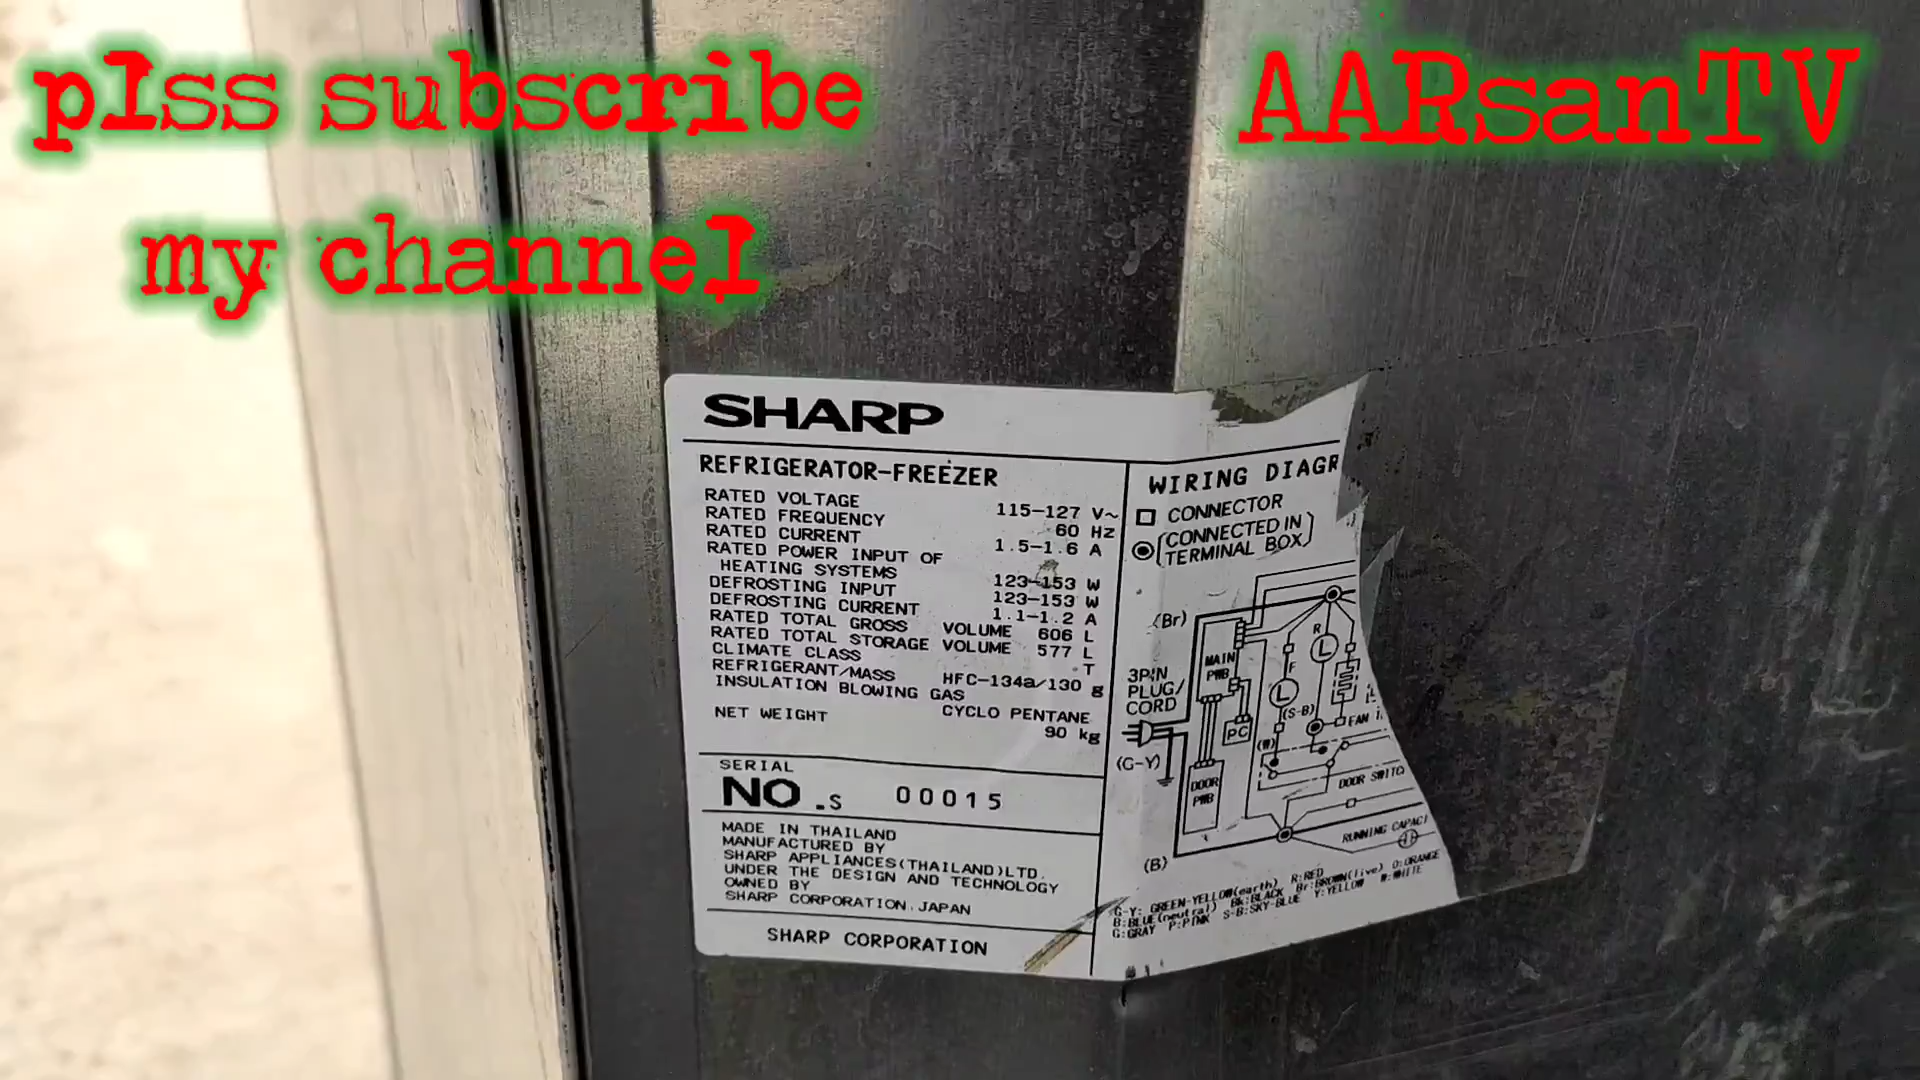 plss subscribe
my channel
AARsanTV
SHARP
REFRIGERATOR-FREEZER
RATED VOLTAGE 115-127 V~
RATED FREQUENCY 60 Hz
RATED CURRENT 1.5-1.6 A
RATED POWER INPUT OF
HEATING SYSTEMS 123-153 W
DEFROSTING INPUT 123-153 W
DEFROSTING CURRENT 1.1-1.2 A
RATED TOTAL GROSS VOLUME 606 L
RATED TOTAL STORAGE VOLUME 577 L
CLIMATE CLASS T
REFRIGERANT/MASS HFC-134a/130 g
INSULATION BLOWING GAS
CYCLO PENTANE
NET WEIGHT 90 kg
SERIAL
NO.S 00015
MADE IN THAILAND
MANUFACTURED BY
SHARP APPLIANCES(THAILAND)LTD.
UNDER THE DESIGN AND TECHNOLOGY
OWNED BY
SHARP CORPORATION,JAPAN
SHARP CORPORATION
WIRING DIAGR
CONNECTOR
(CONNECTED IN
TERMINAL BOX)
(Br)
R
MAIN
PWB
F
3PIN
PLUG/
CORD
L
L
(S-B)
FAN
PC
(W)
(G-Y)
DOOR
PWB
DOOR SWITC
RUNNING CAPACI
(B)
G-Y: GREEN-YELLOW(earth) R:RED
B:BLUE(neutral) Bk:BLACK Br:BROWN(live) O:ORANGE
G:GRAY P:PINK S-B:SKY-BLUE Y:YELLOW W:WHITE